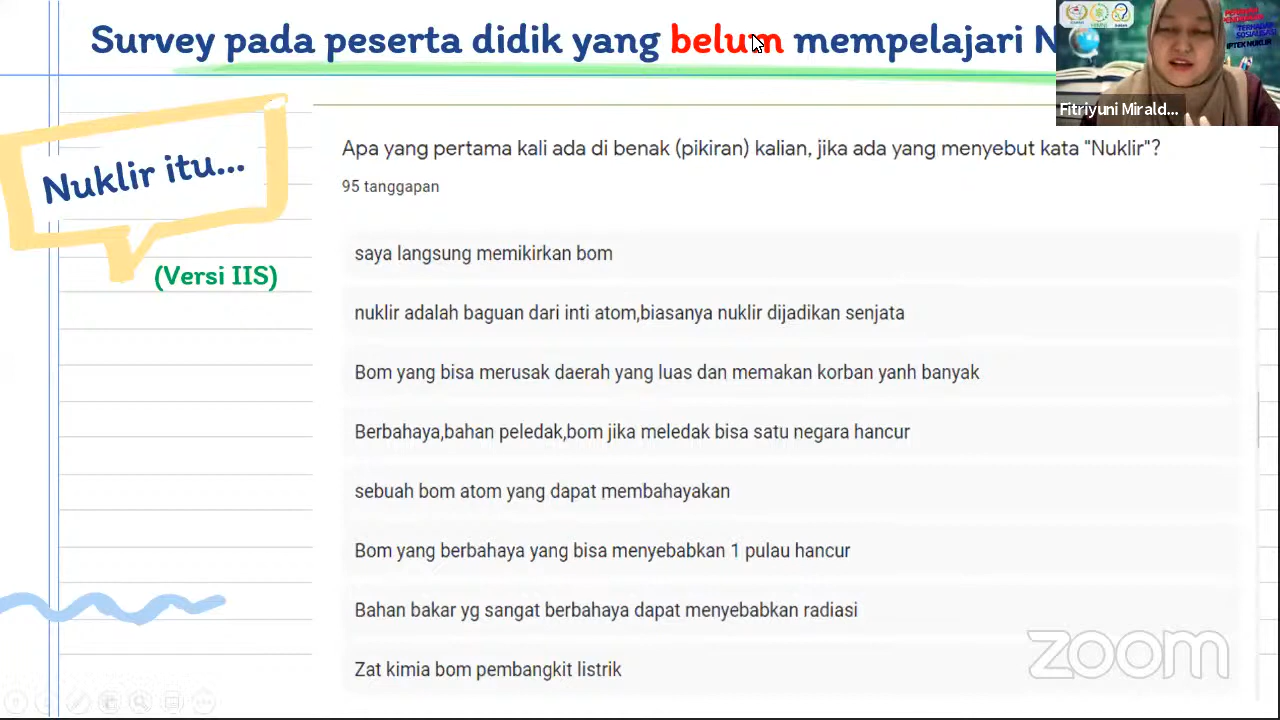 Survey pada peserta didik yang belum mempelajari N
Fitriyuni Mirald...
Nuklir itu...
(Versi IIS)
Apa yang pertama kali ada di benak (pikiran) kalian, jika ada yang menyebut kata "Nuklir"?
95 tanggapan
saya langsung memikirkan bom
nuklir adalah baguan dari inti atom,biasanya nuklir dijadikan senjata
Bom yang bisa merusak daerah yang luas dan memakan korban yanh banyak
Berbahaya,bahan peledak,bom jika meledak bisa satu negara hancur
sebuah bom atom yang dapat membahayakan
Bom yang berbahaya yang bisa menyebabkan 1 pulau hancur
Bahan bakar yg sangat berbahaya dapat menyebabkan radiasi
Zat kimia bom pembangkit listrik
zoom